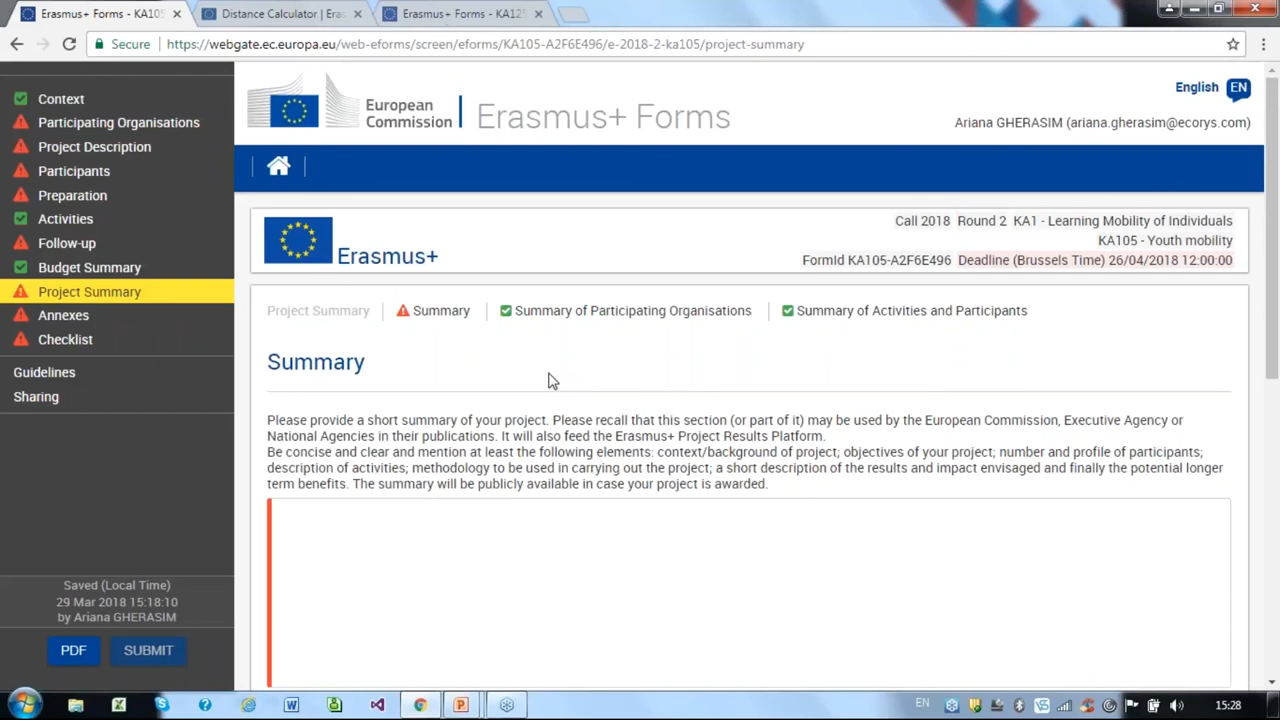 Erasmus+ Forms - KA105
Distance Calculator | Eras
Erasmus+ Forms - KA125
Secure
https://webgate.ec.europa.eu/web-eforms/screen/eforms/KA105-A2F6E496/e-2018-2-ka105/project-summary
Context
Participating Organisations
Project Description
Participants
Preparation
Activities
Follow-up
Budget Summary
Project Summary
Annexes
Checklist
Guidelines
Sharing
Saved (Local Time)
29 Mar 2018 15:18:10
by Ariana GHERASIM
PDF
SUBMIT
European
Commission
Erasmus+ Forms
English EN
Ariana GHERASIM (ariana.gherasim@ecorys.com)
Erasmus+
Call 2018 Round 2 KA1 - Learning Mobility of Individuals
KA105 - Youth mobility
FormId KA105-A2F6E496 Deadline (Brussels Time) 26/04/2018 12:00:00
Project Summary
Summary
Summary of Participating Organisations
Summary of Activities and Participants
Summary
Please provide a short summary of your project. Please recall that this section (or part of it) may be used by the European Commission, Executive Agency or
National Agencies in their publications. It will also feed the Erasmus+ Project Results Platform.
Be concise and clear and mention at least the following elements: context/background of project; objectives of your project; number and profile of participants;
description of activities; methodology to be used in carrying out the project; a short description of the results and impact envisaged and finally the potential longer
term benefits. The summary will be publicly available in case your project is awarded.
EN
15:28